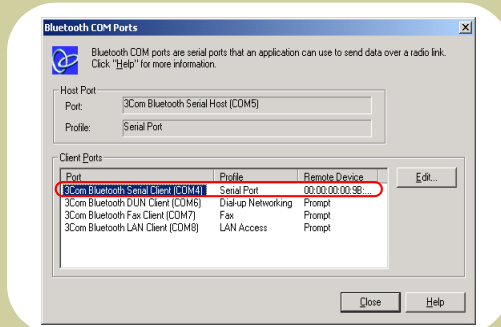 Bluetooth COM Ports
Bluetooth COM ports are serial ports that an application can use to send data over a radio link.
Click "Help" for more information.
Host Port
Port: 3Com Bluetooth Serial Host (COM5)
Profile: Serial Port
Client Ports
Port Profile Remote Device
3Com Bluetooth Serial Client (COM4) Serial Port 00:00:00:00:9B:...
3Com Bluetooth DUN Client (COM6) Dial-up Networking Prompt
3Com Bluetooth Fax Client (COM7) Fax Prompt
3Com Bluetooth LAN Client (COM8) LAN Access Prompt
Edit...
Close Help